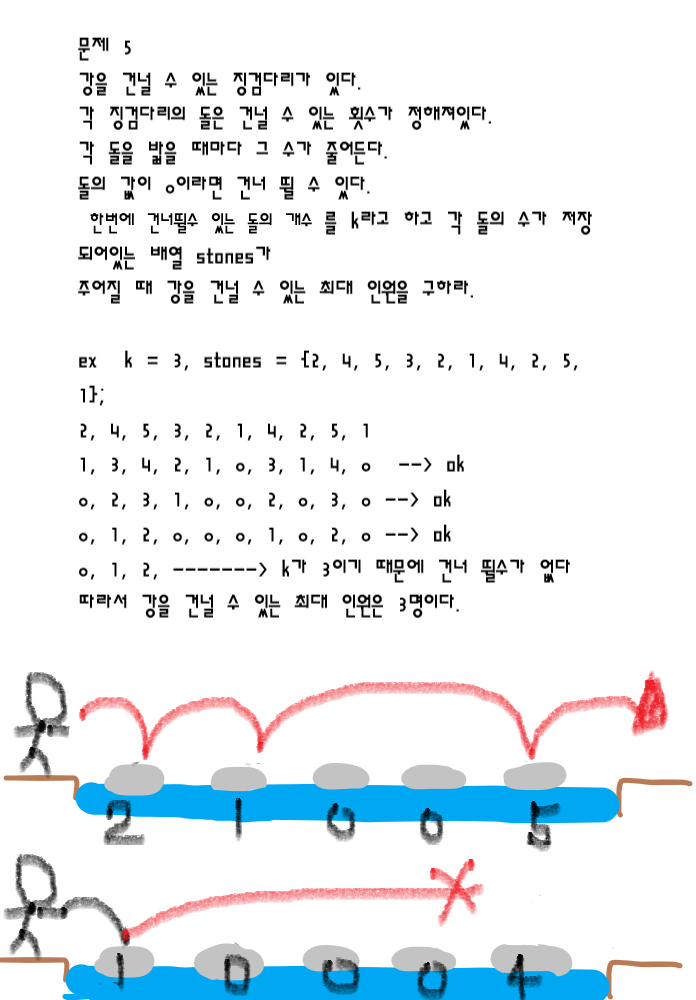 문제 5
강을 건널 수 있는 징검다리가 있다.
각 징검다리의 돌은 건널 수 있는 횟수가 정해져있다.
각 돌을 밟을 때마다 그 수가 줄어든다.
돌의 값이 0이라면 건너 뛸 수 있다.
한번에 건너뛸수 있는 돌의 개수 를 k라고 하고 각 돌의 수가 저장
되어있는 배열 stones가
주어질 때 강을 건널 수 있는 최대 인원을 구하라.
ex k = 3, stones = {2, 4, 5, 3, 2, 1, 4, 2, 5,
1};
2, 4, 5, 3, 2, 1, 4, 2, 5, 1
1, 3, 4, 2, 1, 0, 3, 1, 4, 0 --> ok
0, 2, 3, 1, 0, 0, 2, 0, 3, 0 --> ok
0, 1, 2, 0, 0, 0, 1, 0, 2, 0 --> ok
0, 1, 2, -------> k가 3이기 때문에 건너 뛸수가 없다
따라서 강을 건널 수 있는 최대 인원은 3명이다.
2 1 0 0 5
1 0 0 0 4